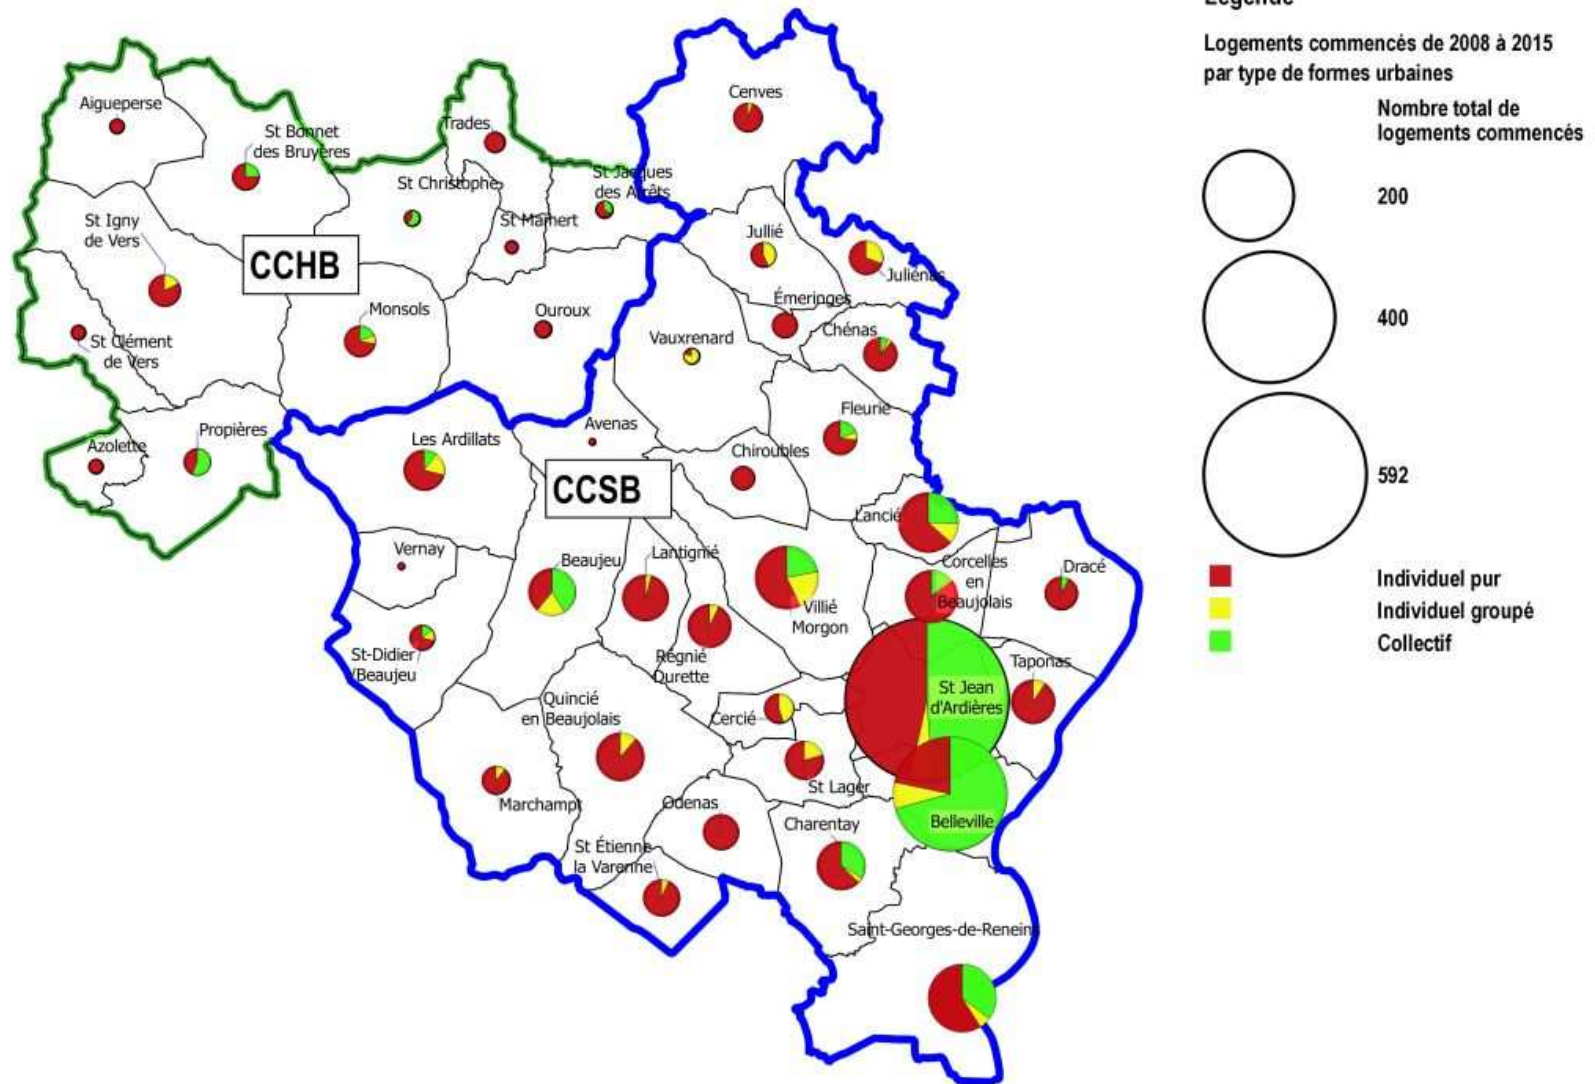 Légende
Logements commencés de 2008 à 2015
par type de formes urbaines
Nombre total de
logements commencés
200
400
592
Individuel pur
Individuel groupé
Collectif
Aigueperse
St Bonnet
des Bruyères
Trades
Cenves
St Christophe
St Jacques
des Arrêts
St Mamert
St Igny
de Vers
CCHB
Jullié
Juliénas
Monsols
Ouroux
Émeringes
Chénas
Vauxrenard
St Clément
de Vers
Azolette
Propières
Les Ardillats
Avenas
Fleurie
Chiroubles
CCSB
Lancié
Vernay
Beaujeu
Lantignié
Villié
Morgon
Corcelles
en
Beaujolais
Dracé
St-Didier
/Beaujeu
Regnié
Durette
Quincié
en Beaujolais
Cercié
St Jean
d'Ardières
Taponas
Marchampt
St Lager
Odenas
Charentay
Belleville
St Étienne
la Varenne
Saint-Georges-de-Reneins